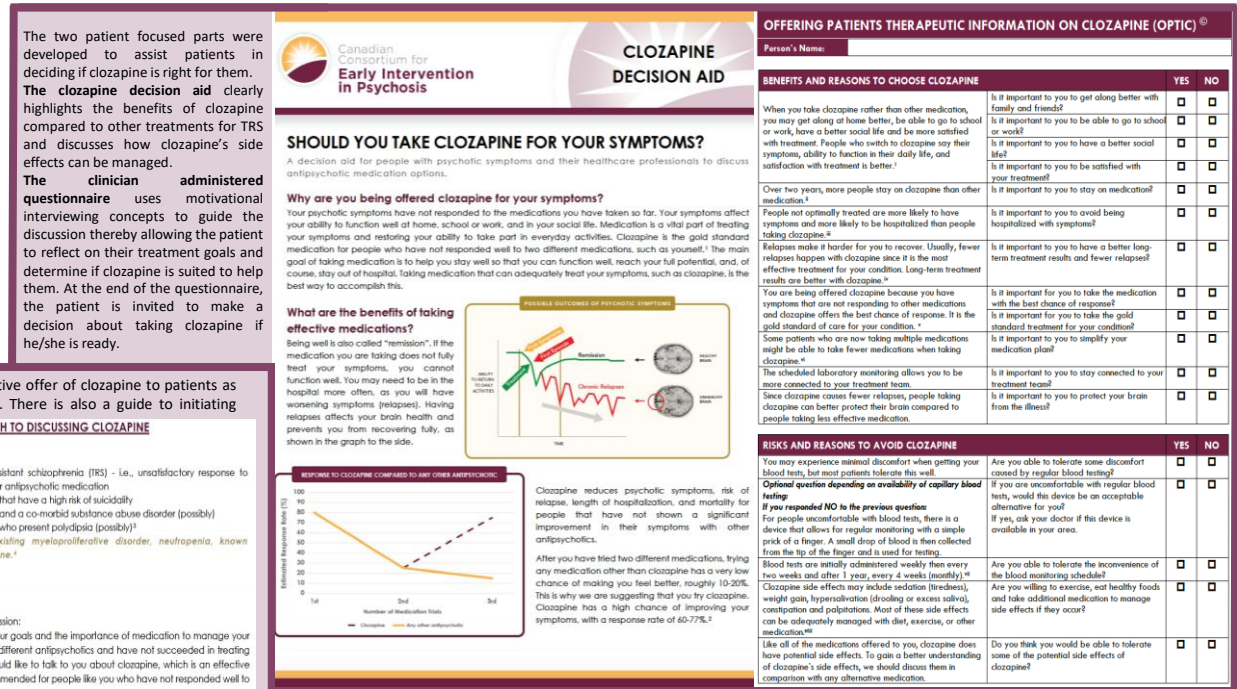 The two patient focused parts were
developed to assist patients in
deciding if clozapine is right for them.
The clozapine decision aid clearly
highlights the benefits of clozapine
compared to other treatments for TRS
and discusses how clozapine's side
effects can be managed.
The clinician administered
questionnaire uses motivational
interviewing concepts to guide the
discussion thereby allowing the patient
to reflect on their treatment goals and
determine if clozapine is suited to help
them. At the end of the questionnaire,
the patient is invited to make a
decision about taking clozapine if
he/she is ready.
tive offer of clozapine to patients as
. There is also a guide to initiating
H TO DISCUSSING CLOZAPINE
sistant schizophrenia (TRS) - i.e., unsatisfactory response to
r antipsychotic medication
that have a high risk of suicidality
and a co-morbid substance abuse disorder (possibly)
who present polydipsia (possibly)³
existing myeloproliferative disorder, neutropenia, known
ne.⁴
ssion:
ur goals and the importance of medication to manage your
different antipsychotics and have not succeeded in treating
uld like to talk to you about clozapine, which is an effective
mended for people like you who have not responded well to
Canadian
Consortium for
Early Intervention
in Psychosis
CLOZAPINE
DECISION AID
SHOULD YOU TAKE CLOZAPINE FOR YOUR SYMPTOMS?
A decision aid for people with psychotic symptoms and their healthcare professionals to discuss
antipsychotic medication options.
Why are you being offered clozapine for your symptoms?
Your psychotic symptoms have not responded to the medications you have taken so far. Your symptoms affect
your ability to function well at home, school or work, and in your social life. Medication is a vital part of treating
your symptoms and restoring your ability to take part in everyday activities. Clozapine is the gold standard
medication for people who have not responded well to two different medications, such as yourself.¹ The main
goal of taking medication is to help you stay well so that you can function well, reach your full potential, and, of
course, stay out of hospital. Taking medication that can adequately treat your symptoms, such as clozapine, is the
best way to accomplish this.
What are the benefits of taking
effective medications?
Being well is also called "remission". If the
medication you are taking does not fully
treat your symptoms, you cannot
function well. You may need to be in the
hospital more often, as you will have
worsening symptoms (relapses). Having
relapses affects your brain health and
prevents you from recovering fully, as
shown in the graph to the side.
POSSIBLE OUTCOMES OF PSYCHOTIC SYMPTOMS
Remission
HEALTHY
BRAIN
ABILITY
TO RETURN
TO DAILY
ACTIVITIES
Chronic Relapses
UNHEALTHY
BRAIN
TIME
RESPONSE TO CLOZAPINE COMPARED TO ANY OTHER ANTIPSYCHOTIC
Estimated Response Rate (%)
100
90
80
70
60
50
40
30
20
10
0
1st
2nd
3rd
Number of Medication Trials
Clozapine
Any other antipsychotic
Clozapine reduces psychotic symptoms, risk of
relapse, length of hospitalization, and mortality for
people that have not shown a significant
improvement in their symptoms with other
antipsychotics.
After you have tried two different medications, trying
any medication other than clozapine has a very low
chance of making you feel better, roughly 10-20%.
This is why we are suggesting that you try clozapine.
Clozapine has a high chance of improving your
symptoms, with a response rate of 60-77%.²
OFFERING PATIENTS THERAPEUTIC INFORMATION ON CLOZAPINE (OPTIC) ©
Person's Name:
BENEFITS AND REASONS TO CHOOSE CLOZAPINE YES NO
When you take clozapine rather than other medication,
you may get along at home better, be able to go to school
or work, have a better social life and be more satisfied
with treatment. People who switch to clozapine say their
symptoms, ability to function in their daily life, and
satisfaction with treatment is better.ⁱ
Is it important to you to get along better with
family and friends?
Is it important to you to be able to go to school
or work?
Is it important to you to have a better social
life?
Is it important to you to be satisfied with
your treatment?
Over two years, more people stay on clozapine than other
medication.ⁱⁱ
Is it important to you to stay on medication?
People not optimally treated are more likely to have
symptoms and more likely to be hospitalized than people
taking clozapine.ⁱⁱⁱ
Is it important to you to avoid being
hospitalized with symptoms?
Relapses make it harder for you to recover. Usually, fewer
relapses happen with clozapine since it is the most
effective treatment for your condition. Long-term treatment
results are better with clozapine.ⁱᵛ
Is it important to you to have a better long-
term treatment results and fewer relapses?
You are being offered clozapine because you have
symptoms that are not responding to other medications
and clozapine offers the best chance of response. It is the
gold standard of care for your condition. ᵛ
Is it important for you to take the medication
with the best chance of response?
Is it important for you to take the gold
standard treatment for your condition?
Some patients who are now taking multiple medications
might be able to take fewer medications when taking
clozapine.ᵛⁱ
Is it important to you to simplify your
medication plan?
The scheduled laboratory monitoring allows you to be
more connected to your treatment team.
Is it important to you to stay connected to your
treatment team?
Since clozapine causes fewer relapses, people taking
clozapine can better protect their brain compared to
people taking less effective medication.
Is it important to you to protect your brain
from the illness?
RISKS AND REASONS TO AVOID CLOZAPINE YES NO
You may experience minimal discomfort when getting your
blood tests, but most patients tolerate this well.
Are you able to tolerate some discomfort
caused by regular blood testing?
Optional question depending on availability of capillary blood
testing:
If you responded NO to the previous question:
For people uncomfortable with blood tests, there is a
device that allows for regular monitoring with a simple
prick of a finger. A small drop of blood is then collected
from the tip of the finger and is used for testing.
If you are uncomfortable with regular blood
tests, would this device be an acceptable
alternative for you?
If yes, ask your doctor if this device is
available in your area.
Blood tests are initially administered weekly then every
two weeks and after 1 year, every 4 weeks (monthly).ᵛⁱⁱ
Are you able to tolerate the inconvenience of
the blood monitoring schedule?
Clozapine side effects may include sedation (tiredness),
weight gain, hypersalivation (drooling or excess saliva),
constipation and palpitations. Most of these side effects
can be adequately managed with diet, exercise, or other
medication.ᵛⁱⁱⁱ
Are you willing to exercise, eat healthy foods
and take additional medication to manage
side effects if they occur?
Like all of the medications offered to you, clozapine does
have potential side effects. To gain a better understanding
of clozapine's side effects, we should discuss them in
comparison with any alternative medication.
Do you think you would be able to tolerate
some of the potential side effects of
clozapine?